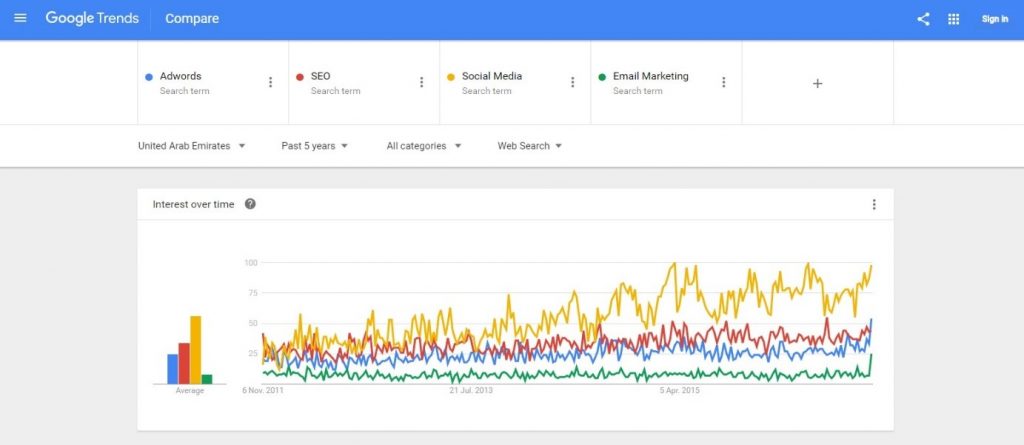 Google Trends Compare Sign in
Adwords SEO Social Media Email Marketing
Search term Search term Search term Search term +
United Arab Emirates Past 5 years All categories Web Search
Interest over time ?
100
75
50
25
Average 6 Nov. 2011 21 Jul. 2013 5 Apr. 2015